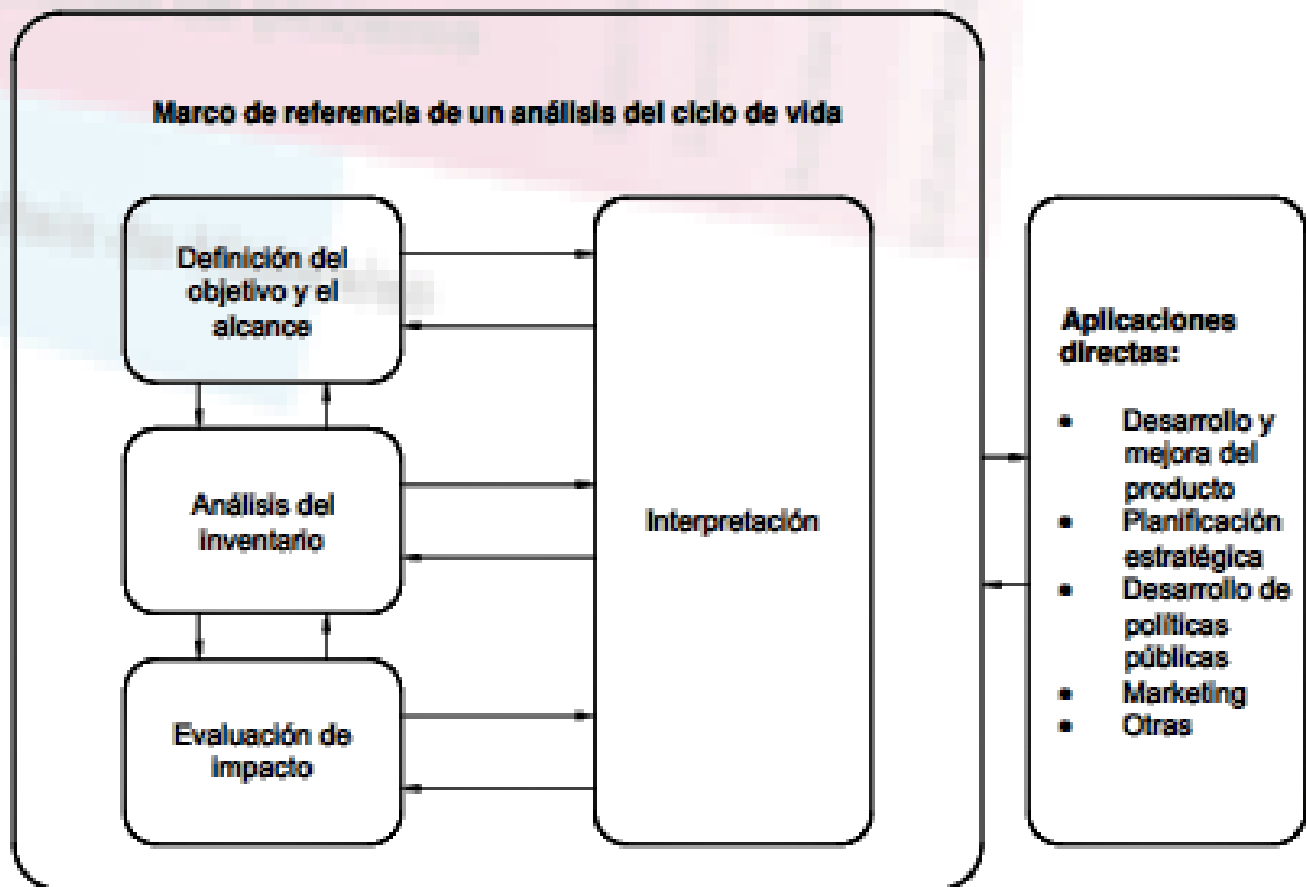 Marco de referencia de un análisis del ciclo de vida
Definición del
objetivo y el
alcance
Análisis del
inventario
Evaluación de
impacto
Interpretación
Aplicaciones
directas:
• Desarrollo y
mejora del
producto
• Planificación
estratégica
• Desarrollo de
políticas
públicas
• Marketing
• Otras